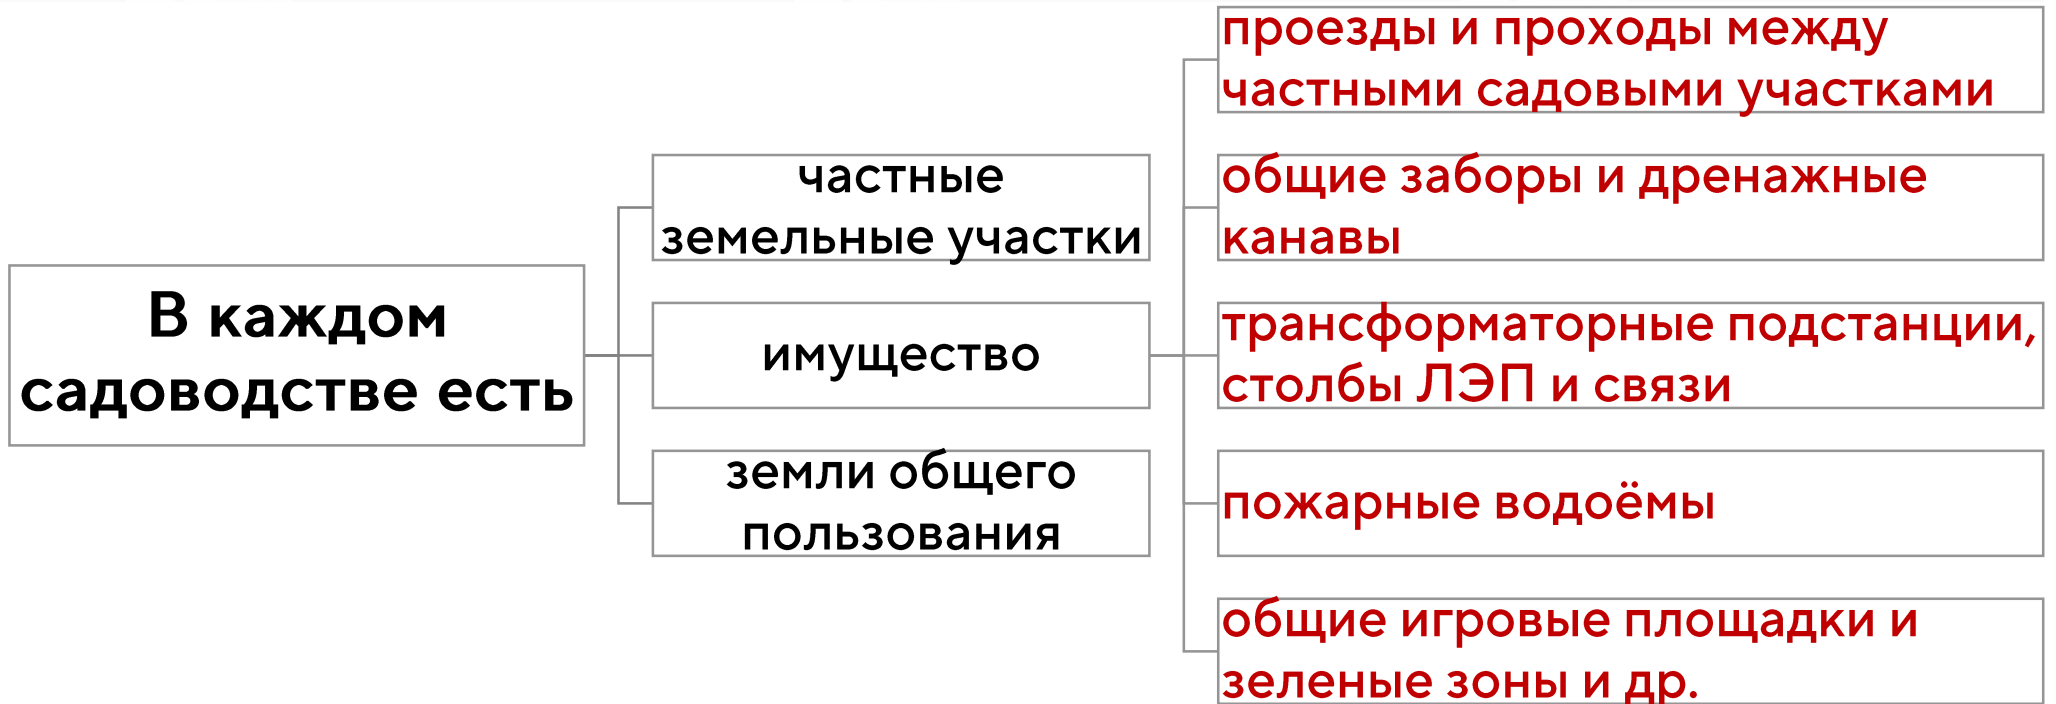 В каждом
садоводстве есть
частные
земельные участки
имущество
земли общего
пользования
проезды и проходы между
частными садовыми участками
общие заборы и дренажные
канавы
трансформаторные подстанции,
столбы ЛЭП и связи
пожарные водоёмы
общие игровые площадки и
зеленые зоны и др.